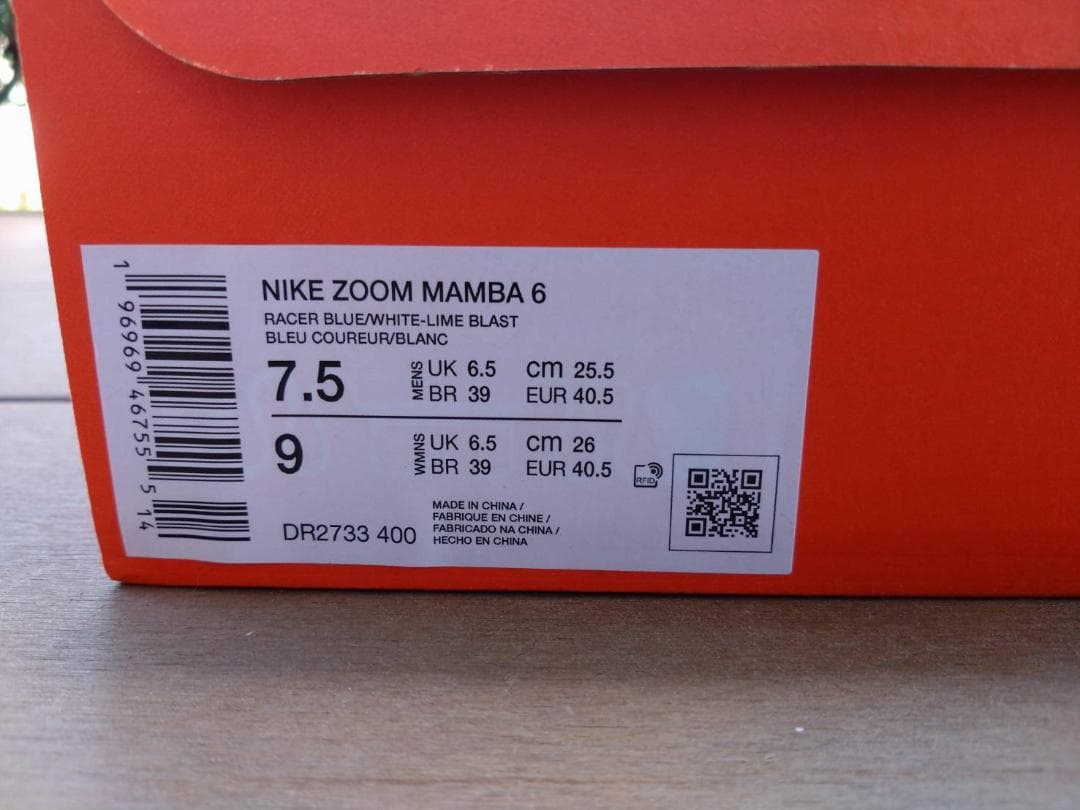 NIKE ZOOM MAMBA 6
RACER BLUE/WHITE-LIME BLAST
BLEU COUREUR/BLANC
7.5
MENS
UK 6.5 cm 25.5
BR 39 EUR 40.5
9
WMNS
UK 6.5 cm 26
BR 39 EUR 40.5
RFID
DR2733 400
MADE IN CHINA /
FABRIQUE EN CHINE /
FABRICADO NA CHINA /
HECHO EN CHINA
1 96969 46755 5 14